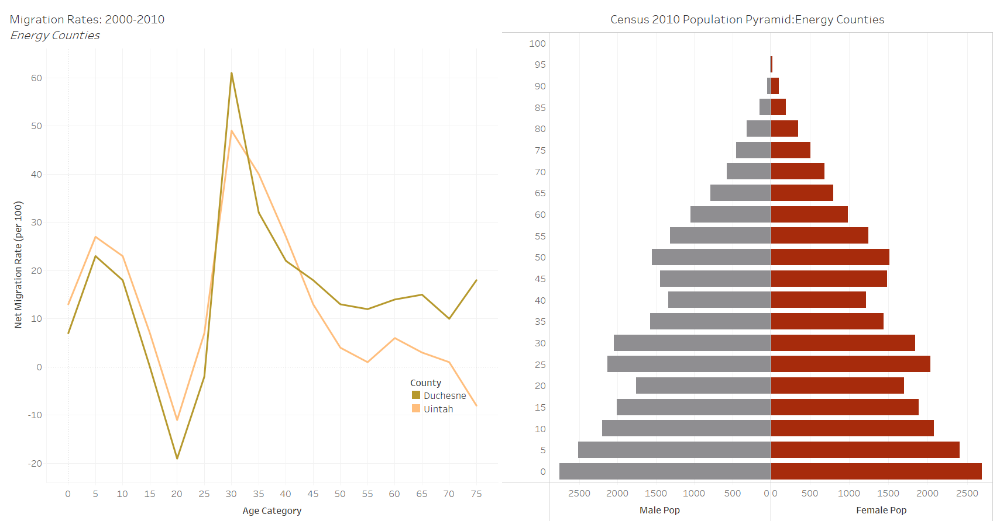 Migration Rates: 2000-2010
Energy Counties
Net Migration Rate (per 100)
60
50
40
30
20
10
0
-10
-20
0 5 10 15 20 25 30 35 40 45 50 55 60 65 70 75
Age Category
County
Duchesne
Uintah
Census 2010 Population Pyramid:Energy Counties
100
95
90
85
80
75
70
65
60
55
50
45
40
35
30
25
20
15
10
5
0
2500 2000 1500 1000 500 0 0 500 1000 1500 2000 2500
Male Pop Female Pop